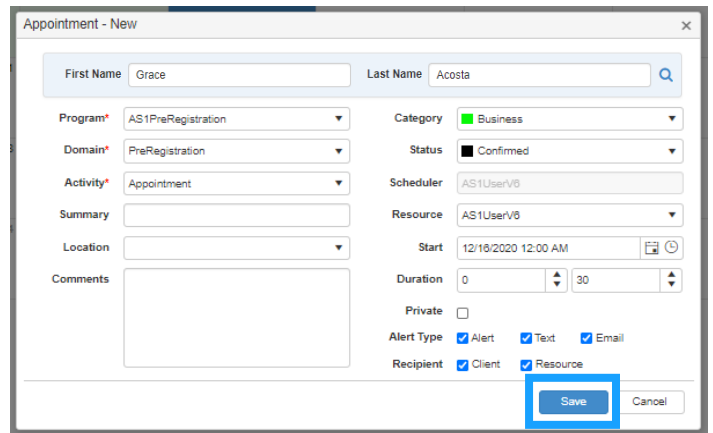 Appointment - New ×
First Name Grace Last Name Acosta
Program* AS1PreRegistration Category Business
Domain* PreRegistration Status Confirmed
Activity* Appointment Scheduler AS1UserV6
Summary Resource AS1UserV6
Location Start 12/16/2020 12:00 AM
Comments Duration 0 30
Private
Alert Type Alert Text Email
Recipient Client Resource
Save Cancel